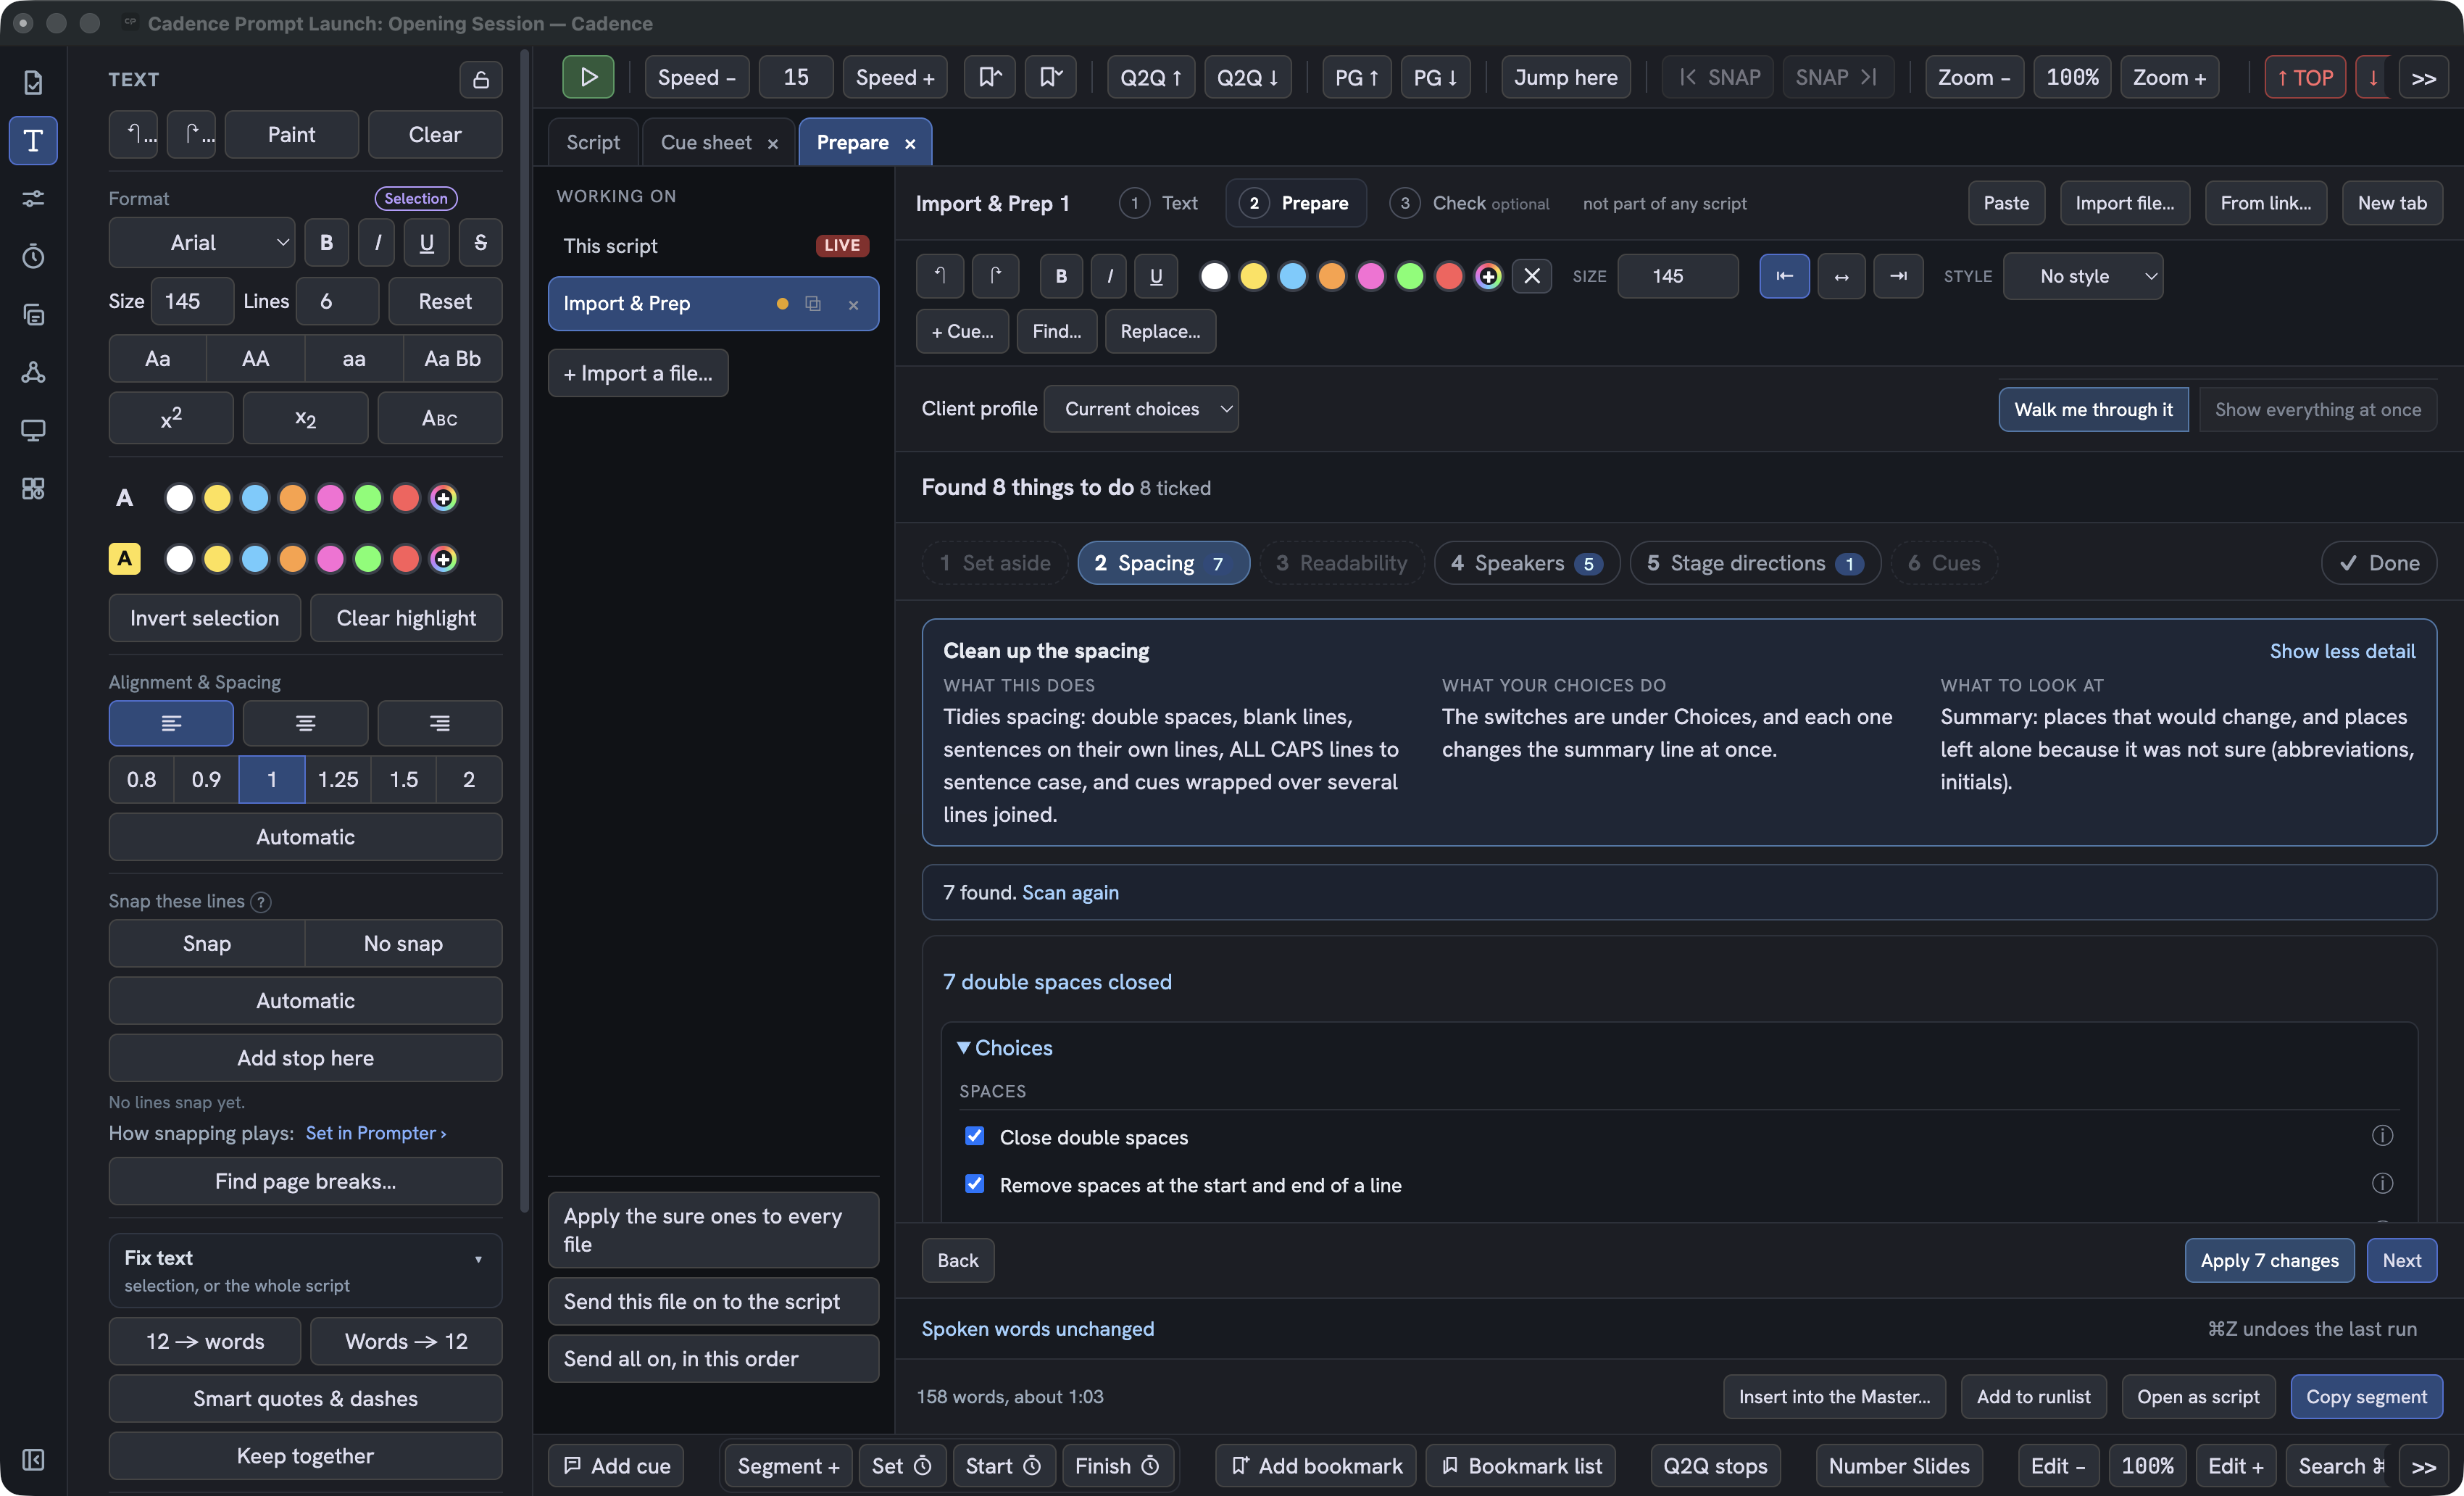 Cadence Prompt Launch: Opening Session — Cadence
TEXT
Paint
Clear
Format
Selection
Arial
B
I
U
S
Size 145 Lines 6 Reset
Aa AA aa Aa Bb
x² x₂ ABC
A
A
Invert selection
Clear highlight
Alignment & Spacing
0.8 0.9 1 1.25 1.5 2
Automatic
Snap these lines ?
Snap No snap
Automatic
Add stop here
No lines snap yet.
How snapping plays: Set in Prompter ›
Find page breaks...
Fix text
selection, or the whole script
12 → words
Words → 12
Smart quotes & dashes
Keep together
Speed – 15 Speed + Q2Q ↑ Q2Q ↓ PG ↑ PG ↓ Jump here SNAP SNAP Zoom – 100% Zoom + ↑ TOP ↓ >>
Script Cue sheet × Prepare ×
WORKING ON
This script LIVE
Import & Prep ×
+ Import a file...
Apply the sure ones to every
file
Send this file on to the script
Send all on, in this order
Import & Prep 1 1 Text 2 Prepare 3 Check optional not part of any script Paste Import file... From link... New tab
B I U SIZE 145 STYLE No style
+ Cue... Find... Replace...
Client profile Current choices Walk me through it Show everything at once
Found 8 things to do 8 ticked
1 Set aside 2 Spacing 7 3 Readability 4 Speakers 5 5 Stage directions 1 6 Cues ✓ Done
Clean up the spacing Show less detail
WHAT THIS DOES
Tidies spacing: double spaces, blank lines,
sentences on their own lines, ALL CAPS lines to
sentence case, and cues wrapped over several
lines joined.
WHAT YOUR CHOICES DO
The switches are under Choices, and each one
changes the summary line at once.
WHAT TO LOOK AT
Summary: places that would change, and places
left alone because it was not sure (abbreviations,
initials).
7 found. Scan again
7 double spaces closed
▼ Choices
SPACES
Close double spaces
Remove spaces at the start and end of a line
Back Apply 7 changes Next
Spoken words unchanged ⌘Z undoes the last run
158 words, about 1:03 Insert into the Master... Add to runlist Open as script Copy segment
Add cue Segment + Set Start Finish Add bookmark Bookmark list Q2Q stops Number Slides Edit – 100% Edit + Search >>